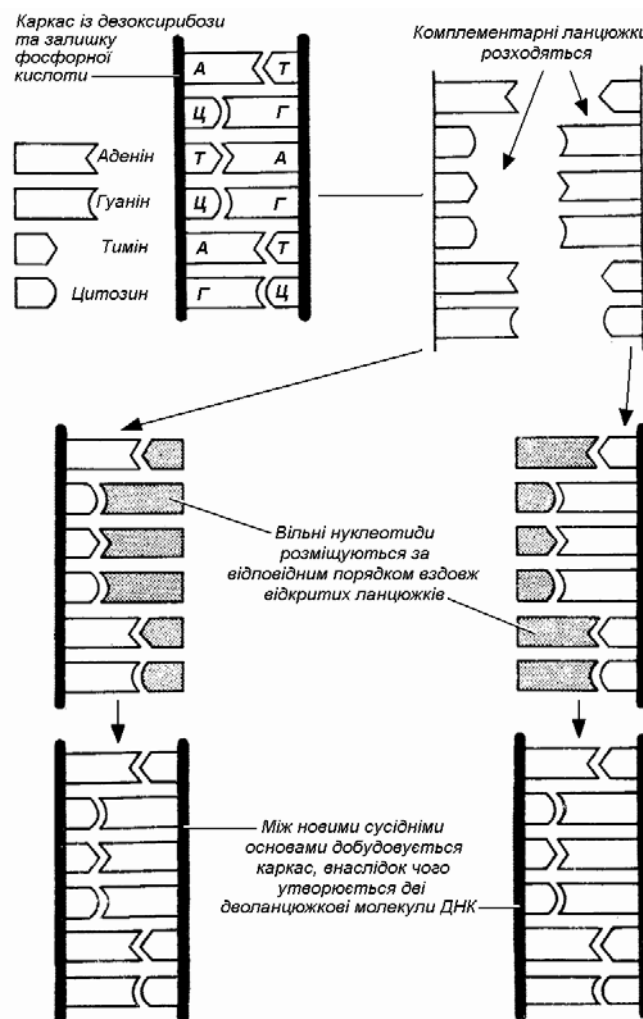 Каркас із дезоксирибози
та залишку
фосфорної
кислоти
А Т
Ц Г
Т А
Ц Г
А Т
Г Ц
Аденін
Гуанін
Тимін
Цитозин
Комплементарні ланцюжки
розходяться
Вільні нуклеотиди
розміщуються за
відповідним порядком вздовж
відкритих ланцюжків
Між новими сусідніми
основами добудовується
каркас, внаслідок чого
утворюється дві
дволанцюжкові молекули ДНК